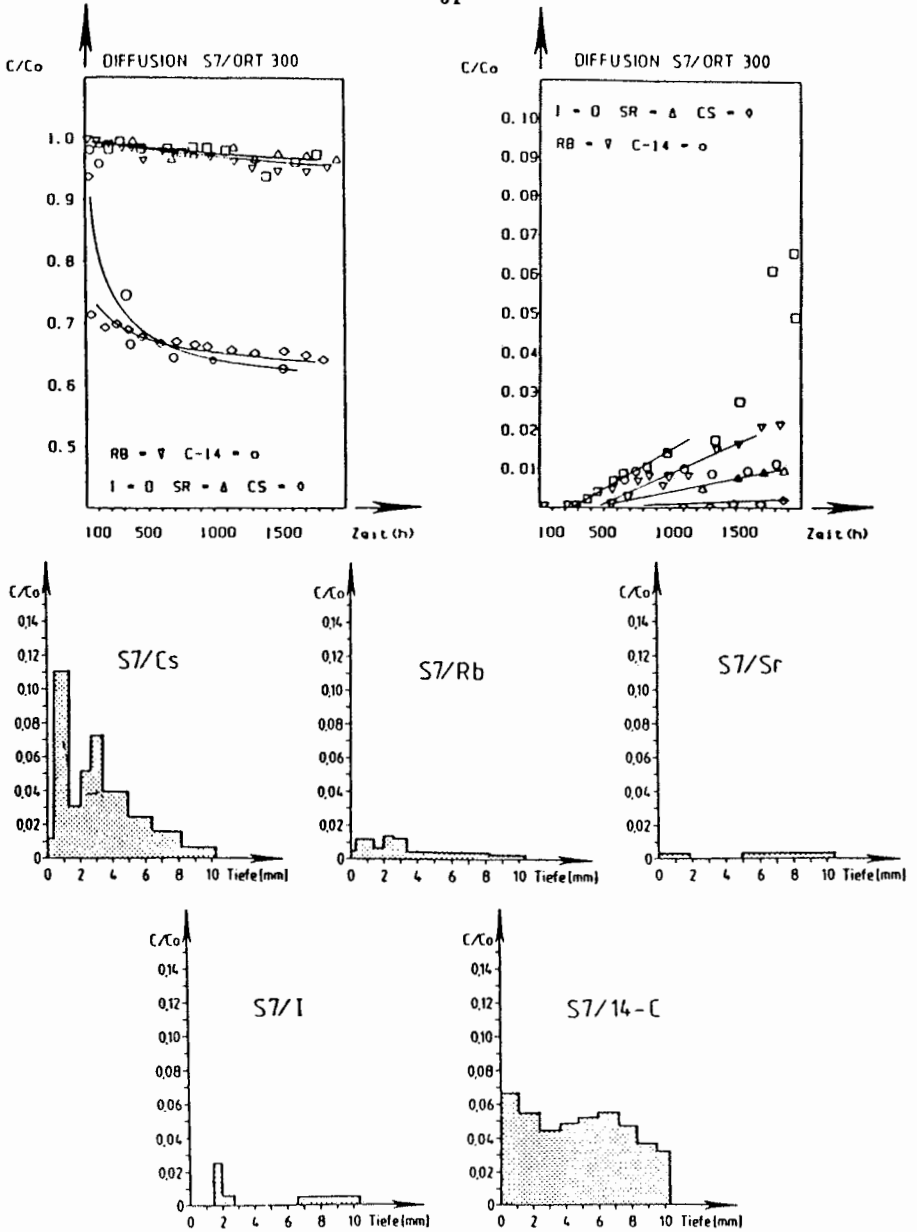 C/Co DIFFUSION S7/ORT 300
1.0
0.9
0.8
0.7
0.6
0.5
RB = ▽ C-14 = o
I = □ SR = △ CS = ◇
100 500 1000 1500 Zeit(h)
C/Co DIFFUSION S7/ORT 300
I = □ SR = △ CS = ◇
RB = ▽ C-14 = o
0.10
0.09
0.08
0.07
0.06
0.05
0.04
0.03
0.02
0.01
100 500 1000 1500 Zeit(h)
C/Co
S7/Cs
0,14
0,12
0,10
0,08
0,06
0,04
0,02
0
0 2 4 6 8 10 Tiefe[mm]
C/Co
S7/Rb
0,14
0,12
0,10
0,08
0,06
0,04
0,02
0
0 2 4 6 8 10 Tiefe[mm]
C/Co
S7/Sr
0,14
0,12
0,10
0,08
0,06
0,04
0,02
0
0 2 4 6 8 10 Tiefe[mm]
C/Co
S7/I
0,14
0,12
0,10
0,08
0,06
0,04
0,02
0
0 2 4 6 8 10 Tiefe[mm]
C/Co
S7/14-C
0,14
0,12
0,10
0,08
0,06
0,04
0,02
0
0 2 4 6 8 10 Tiefe[mm]